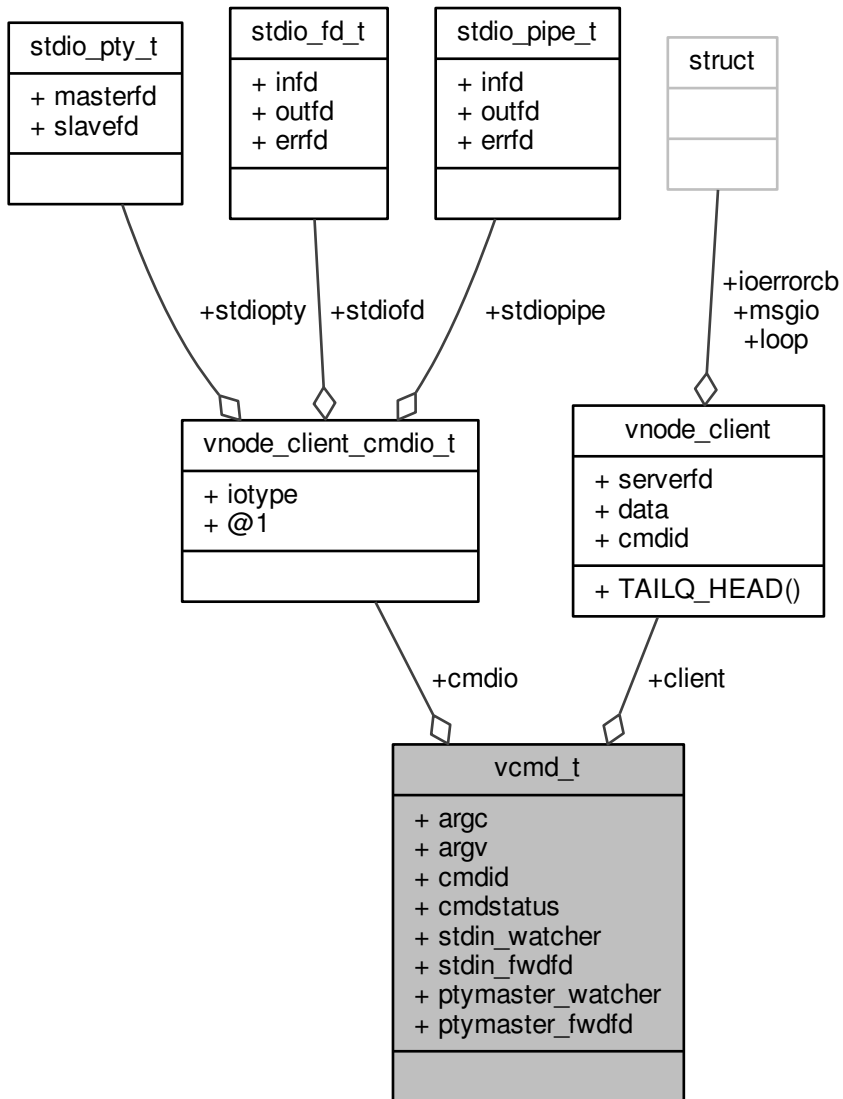 stdio_pty_t
+ masterfd
+ slavefd
stdio_fd_t
+ infd
+ outfd
+ errfd
stdio_pipe_t
+ infd
+ outfd
+ errfd
struct
+stdiopty
+stdiofd
+stdiopipe
+ioerrorcb
+msgio
+loop
vnode_client_cmdio_t
+ iotype
+ @1
vnode_client
+ serverfd
+ data
+ cmdid
+ TAILQ_HEAD()
+cmdio
+client
vcmd_t
+ argc
+ argv
+ cmdid
+ cmdstatus
+ stdin_watcher
+ stdin_fwdfd
+ ptymaster_watcher
+ ptymaster_fwdfd